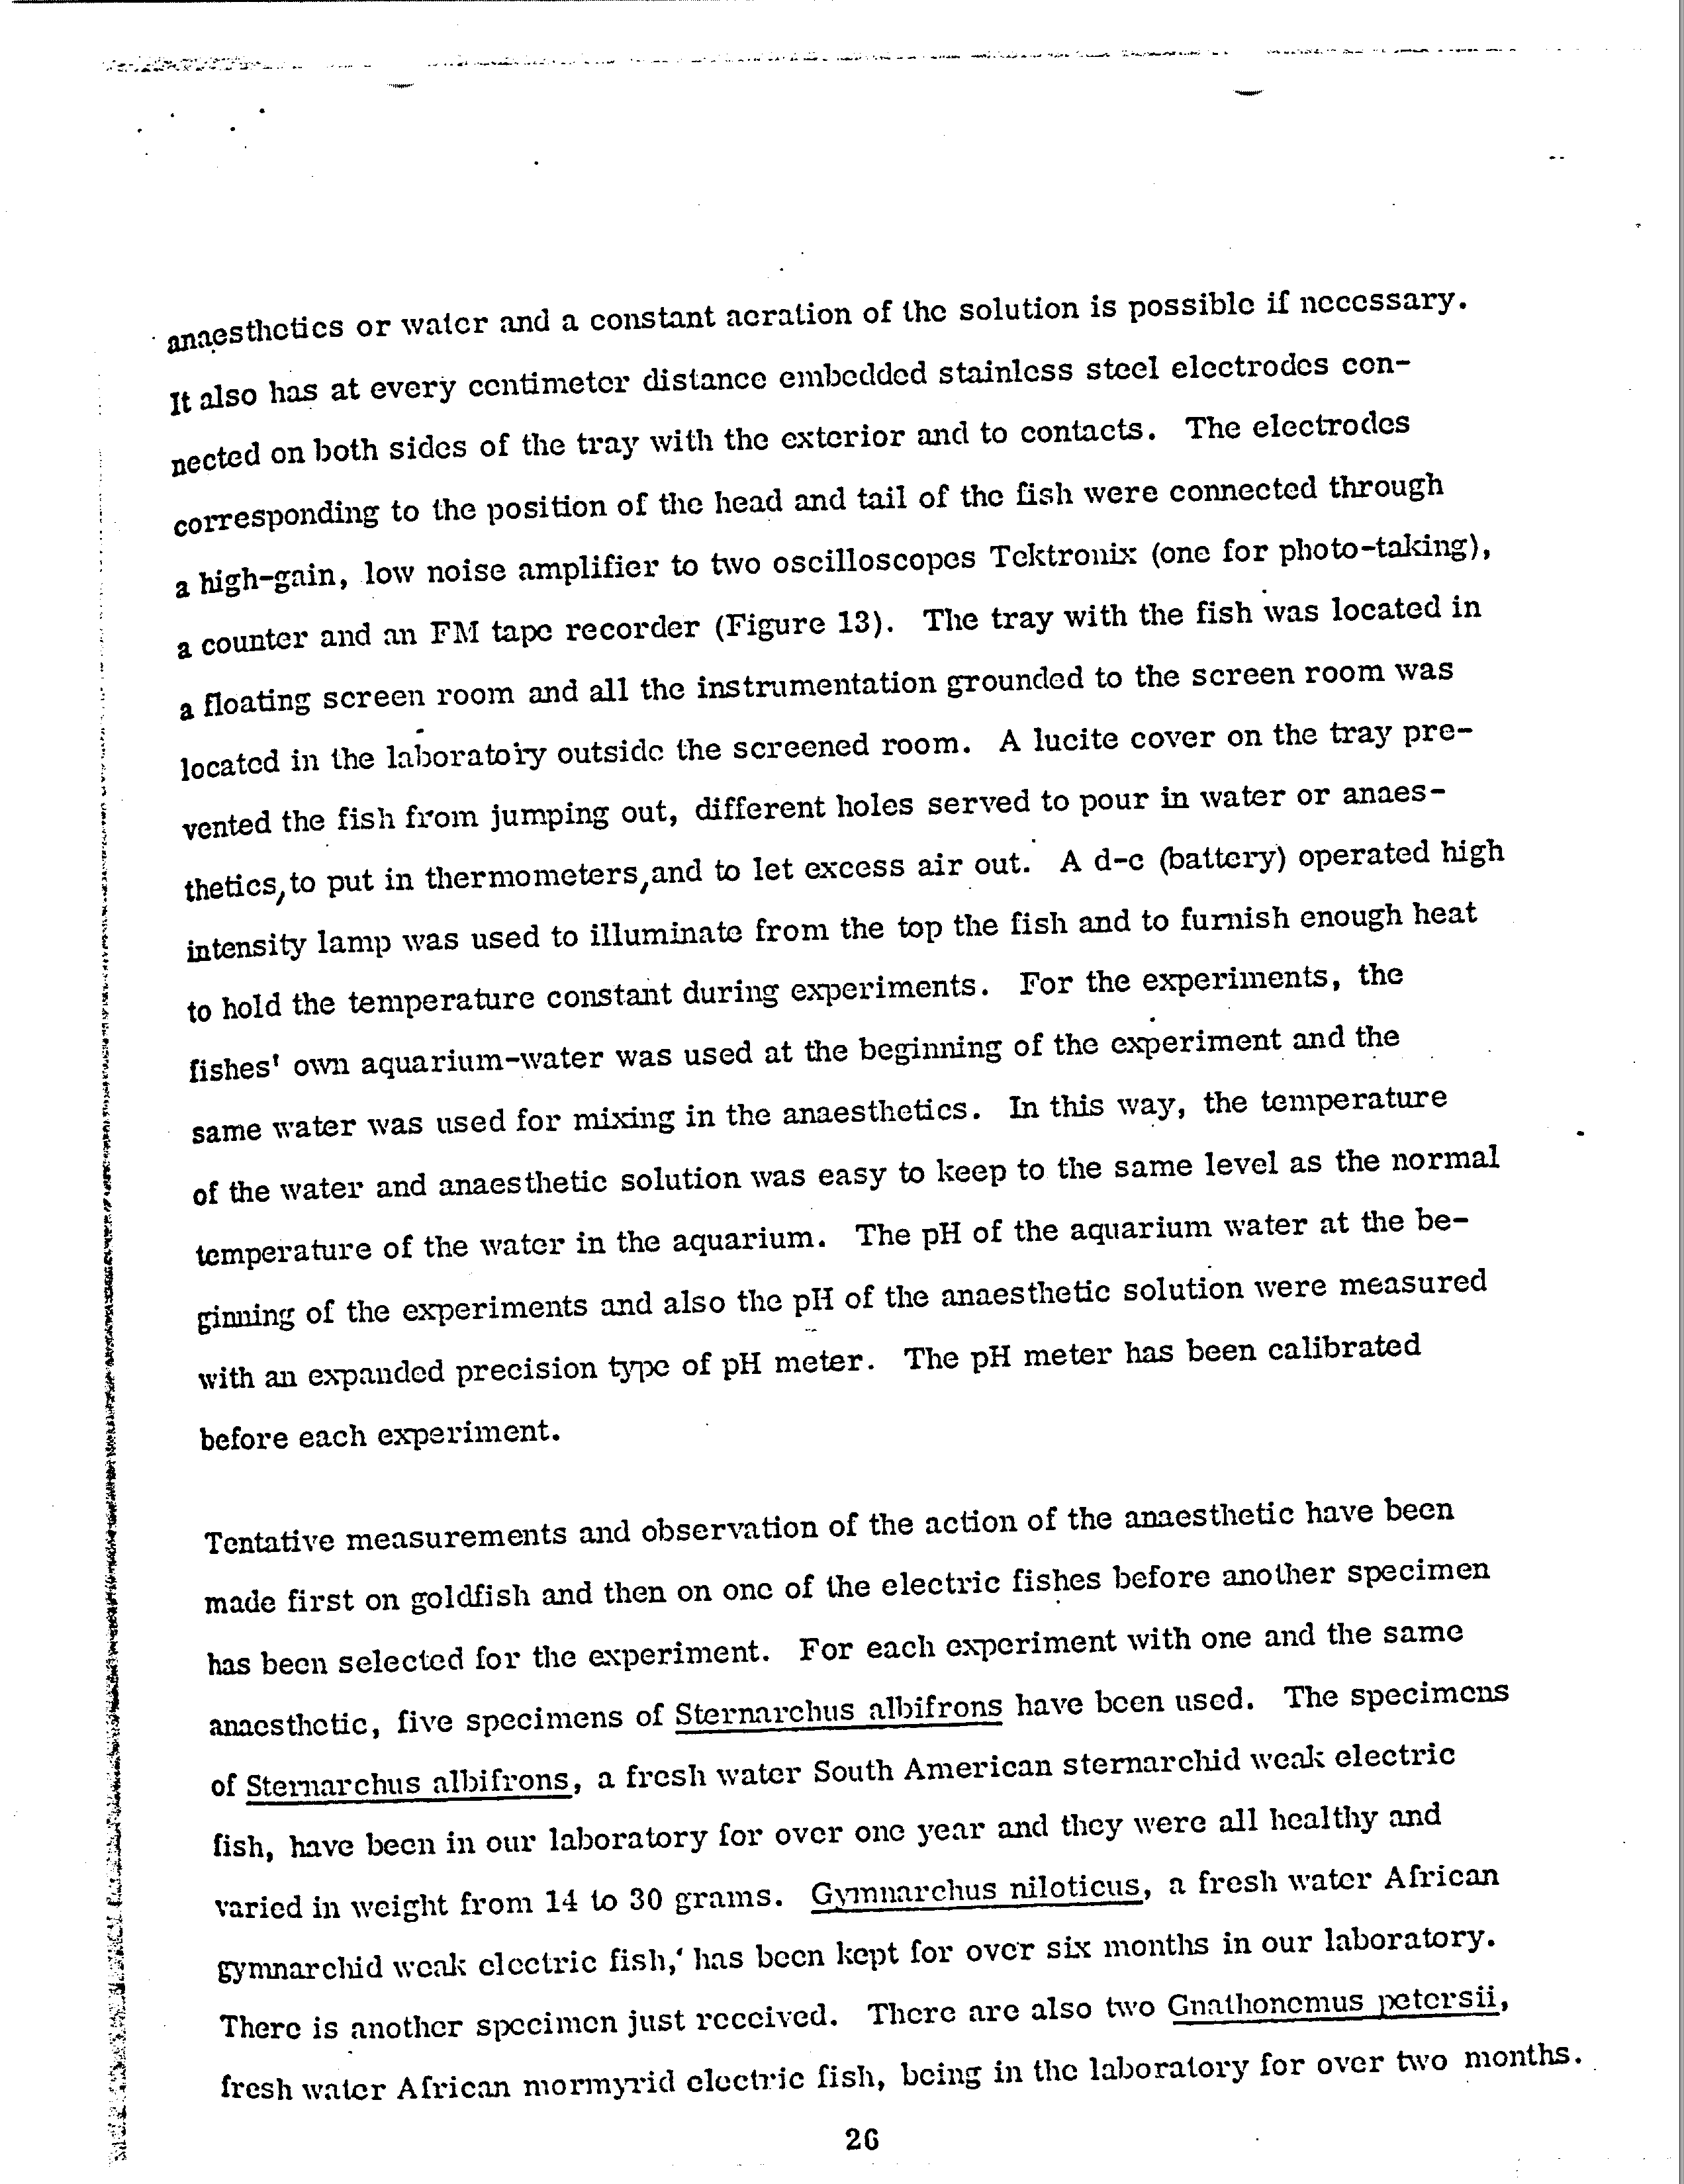 anaesthetics or water and a constant aeration of the solution is possible if necessary.
It also has at every centimeter distance embedded stainless steel electrodes con-
nected on both sides of the tray with the exterior and to contacts. The electrodes
corresponding to the position of the head and tail of the fish were connected through
a high-gain, low noise amplifier to two oscilloscopes Tektronix (one for photo-taking),
a counter and an FM tape recorder (Figure 13). The tray with the fish was located in
a floating screen room and all the instrumentation grounded to the screen room was
located in the laboratory outside the screened room. A lucite cover on the tray pre-
vented the fish from jumping out, different holes served to pour in water or anaes-
thetics, to put in thermometers, and to let excess air out. A d-c (battery) operated high
intensity lamp was used to illuminate from the top the fish and to furnish enough heat
to hold the temperature constant during experiments. For the experiments, the
fishes' own aquarium-water was used at the beginning of the experiment and the
same water was used for mixing in the anaesthetics. In this way, the temperature
of the water and anaesthetic solution was easy to keep to the same level as the normal
temperature of the water in the aquarium. The pH of the aquarium water at the be-
ginning of the experiments and also the pH of the anaesthetic solution were measured
with an expanded precision type of pH meter. The pH meter has been calibrated
before each experiment.
Tentative measurements and observation of the action of the anaesthetic have been
made first on goldfish and then on one of the electric fishes before another specimen
has been selected for the experiment. For each experiment with one and the same
anaesthetic, five specimens of Sternarchus albifrons have been used. The specimens
of Sternarchus albifrons, a fresh water South American sternarchid weak electric
fish, have been in our laboratory for over one year and they were all healthy and
varied in weight from 14 to 30 grams. Gymnarchus niloticus, a fresh water African
gymnarchid weak electric fish, has been kept for over six months in our laboratory.
There is another specimen just received. There are also two Gnathonemus petersii,
fresh water African mormyrid electric fish, being in the laboratory for over two months.
26